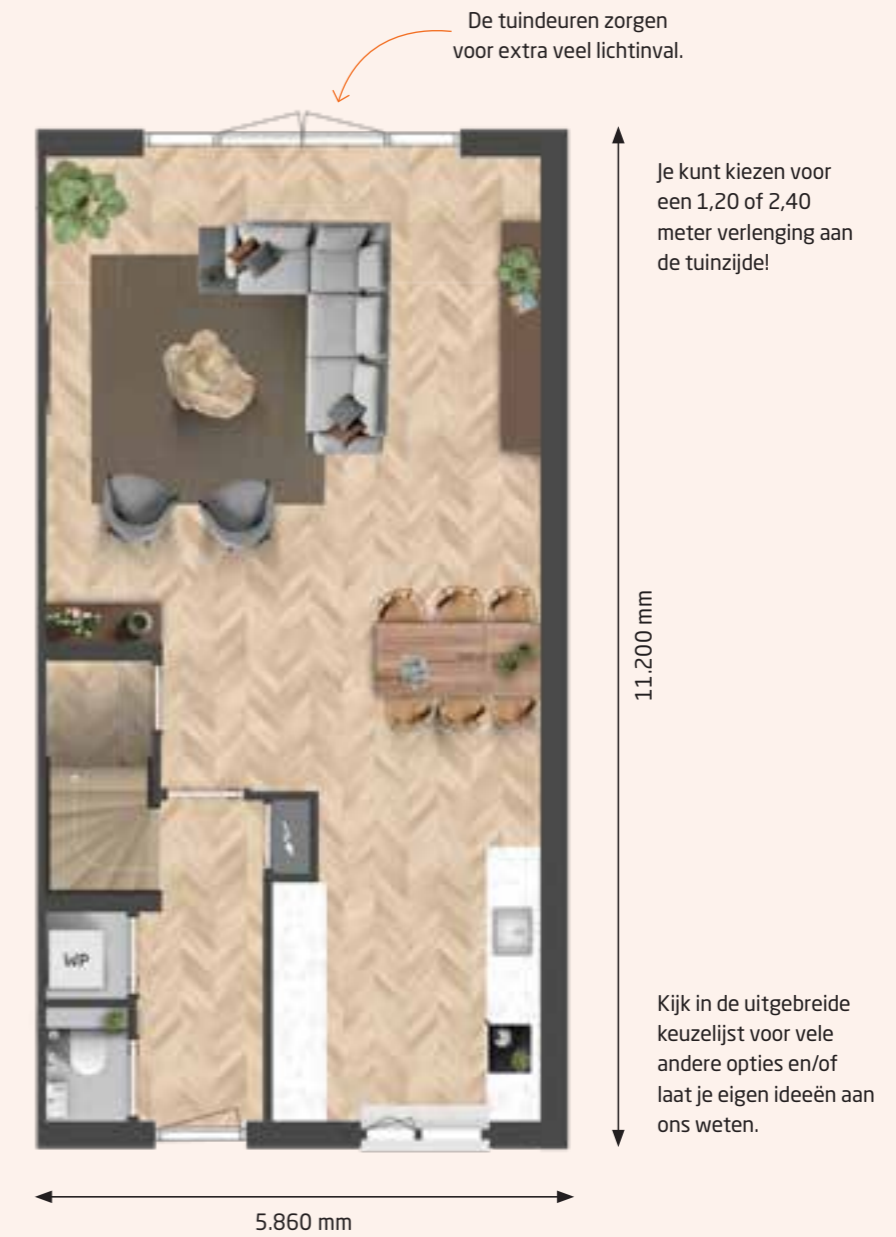 De tuindeuren zorgen
voor extra veel lichtinval.
Je kunt kiezen voor
een 1,20 of 2,40
meter verlenging aan
de tuinzijde!
11.200 mm
WP
Kijk in de uitgebreide
keuzelijst voor vele
andere opties en/of
laat je eigen ideeën aan
ons weten.
5.860 mm